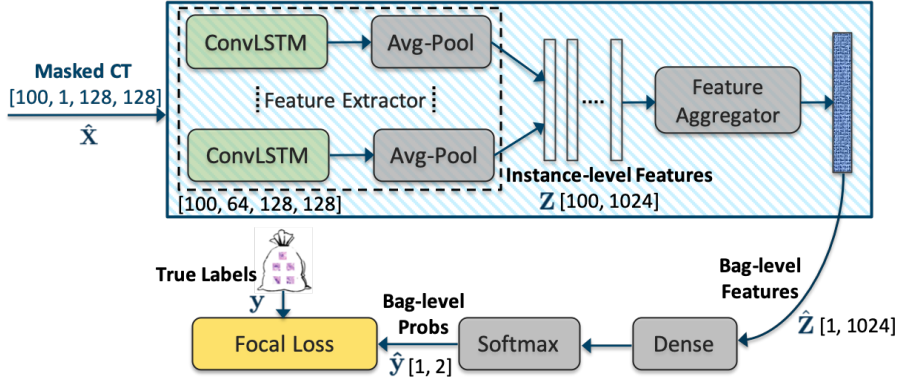 ConvLSTM
Avg-Pool
Masked CT
[100, 1, 128, 128]
X̂
Feature Extractor
....
Feature
Aggregator
ConvLSTM
Avg-Pool
Instance-level Features
Z [100, 1024]
[100, 64, 128, 128]
True Labels
y
Bag-level
Features
Ẑ [1, 1024]
Bag-level
Probs
Focal Loss
ŷ [1, 2]
Softmax
Dense